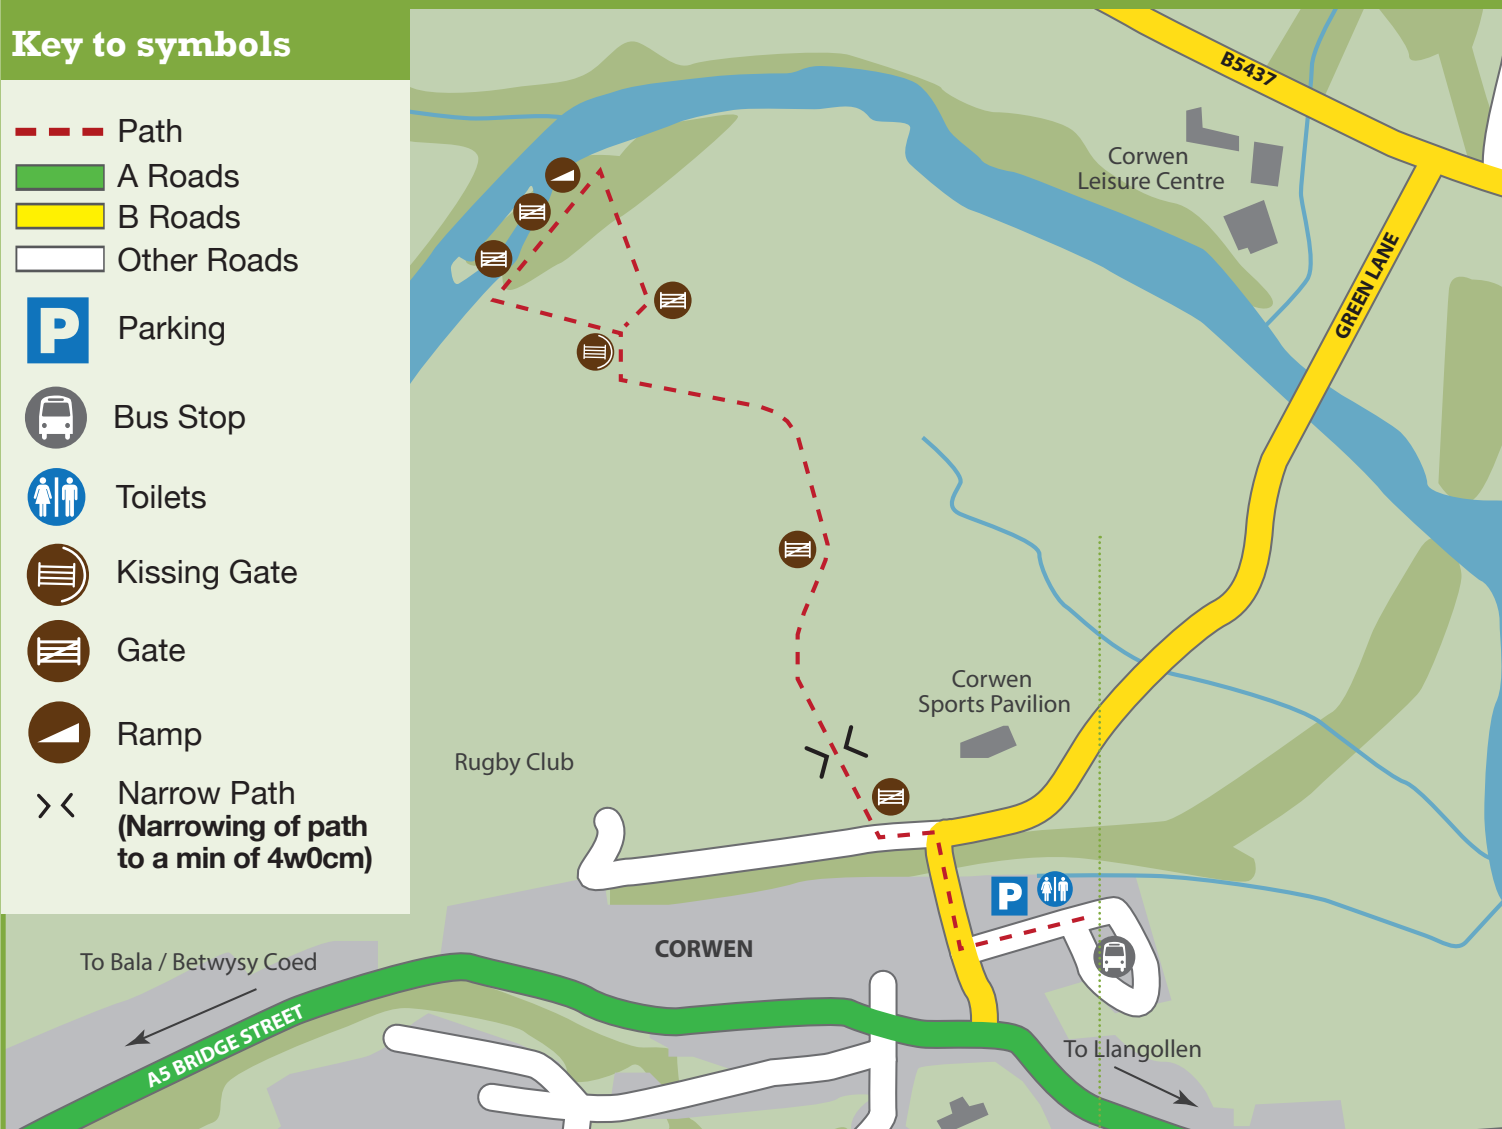 Key to symbols
Path
A Roads
B Roads
Other Roads
P
Parking
Bus Stop
Toilets
Kissing Gate
Gate
Ramp
Narrow Path
(Narrowing of path
to a min of 4w0cm)
B5437
Corwen
Leisure Centre
GREEN LANE
Corwen
Sports Pavilion
Rugby Club
P
CORWEN
To Bala / Betwysy Coed
A5 BRIDGE STREET
To Llangollen